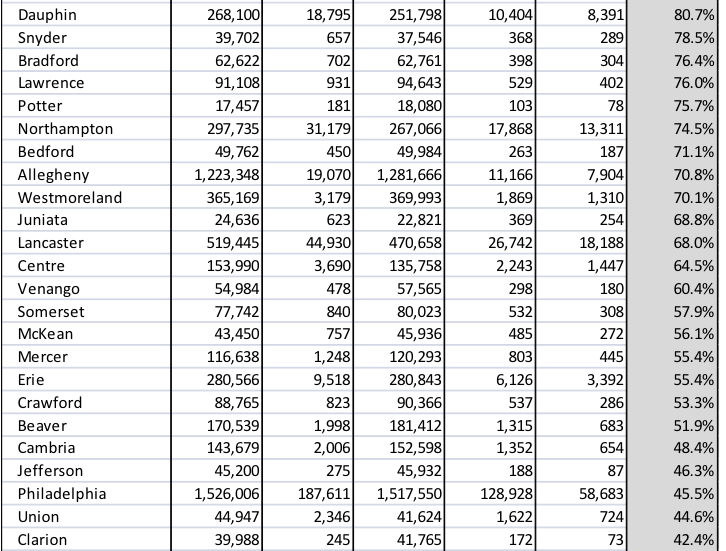 Dauphin 268,100 18,795 251,798 10,404 8,391 80.7%
Snyder 39,702 657 37,546 368 289 78.5%
Bradford 62,622 702 62,761 398 304 76.4%
Lawrence 91,108 931 94,643 529 402 76.0%
Potter 17,457 181 18,080 103 78 75.7%
Northampton 297,735 31,179 267,066 17,868 13,311 74.5%
Bedford 49,762 450 49,984 263 187 71.1%
Allegheny 1,223,348 19,070 1,281,666 11,166 7,904 70.8%
Westmoreland 365,169 3,179 369,993 1,869 1,310 70.1%
Juniata 24,636 623 22,821 369 254 68.8%
Lancaster 519,445 44,930 470,658 26,742 18,188 68.0%
Centre 153,990 3,690 135,758 2,243 1,447 64.5%
Venango 54,984 478 57,565 298 180 60.4%
Somerset 77,742 840 80,023 532 308 57.9%
McKean 43,450 757 45,936 485 272 56.1%
Mercer 116,638 1,248 120,293 803 445 55.4%
Erie 280,566 9,518 280,843 6,126 3,392 55.4%
Crawford 88,765 823 90,366 537 286 53.3%
Beaver 170,539 1,998 181,412 1,315 683 51.9%
Cambria 143,679 2,006 152,598 1,352 654 48.4%
Jefferson 45,200 275 45,932 188 87 46.3%
Philadelphia 1,526,006 187,611 1,517,550 128,928 58,683 45.5%
Union 44,947 2,346 41,624 1,622 724 44.6%
Clarion 39,988 245 41,765 172 73 42.4%